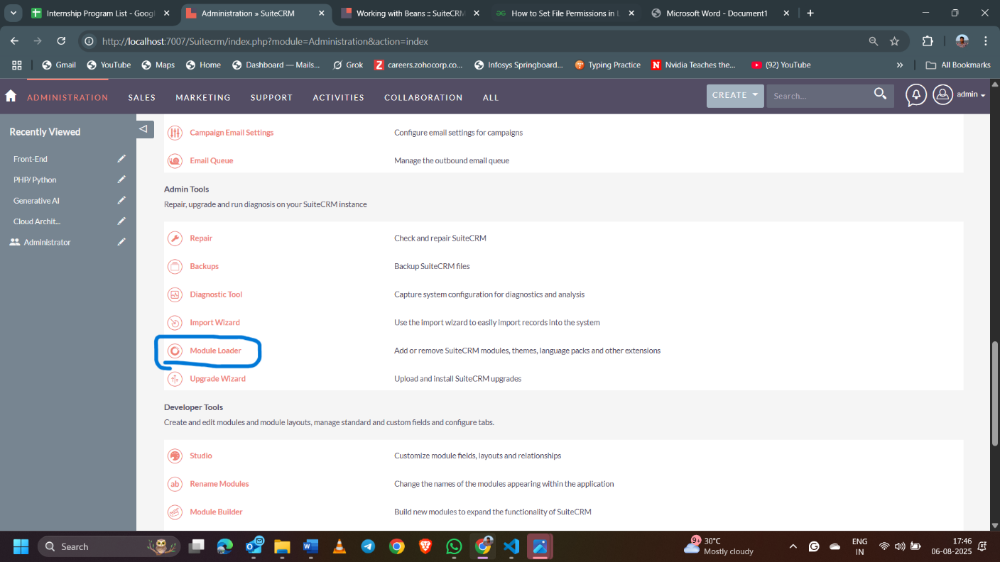 Internship Program List - Googl
Administration » SuiteCRM
Working with Beans :: SuiteCRM
How to Set File Permissions in L
Microsoft Word - Document1
http://localhost:7007/Suitecrm/index.php?module=Administration&action=index
Gmail
YouTube
Maps
Home
Dashboard — Mails...
Grok
careers.zohocorp.co...
Infosys Springboard...
Typing Practice
Nvidia Teaches the...
(92) YouTube
»
All Bookmarks
ADMINISTRATION
SALES
MARKETING
SUPPORT
ACTIVITIES
COLLABORATION
ALL
CREATE
Search...
admin
Recently Viewed
Front-End
PHP/ Python
Generative AI
Cloud Archit...
Administrator
Campaign Email Settings
Configure email settings for campaigns
Email Queue
Manage the outbound email queue
Admin Tools
Repair, upgrade and run diagnosis on your SuiteCRM instance
Repair
Check and repair SuiteCRM
Backups
Backup SuiteCRM files
Diagnostic Tool
Capture system configuration for diagnostics and analysis
Import Wizard
Use the import wizard to easily import records into the system
Module Loader
Add or remove SuiteCRM modules, themes, language packs and other extensions
Upgrade Wizard
Upload and install SuiteCRM upgrades
Developer Tools
Create and edit modules and module layouts, manage standard and custom fields and configure tabs.
Studio
Customize module fields, layouts and relationships
ab
Rename Modules
Change the names of the modules appearing within the application
Module Builder
Build new modules to expand the functionality of SuiteCRM
Search
9+
30°C
Mostly cloudy
ENG
IN
17:46
06-08-2025